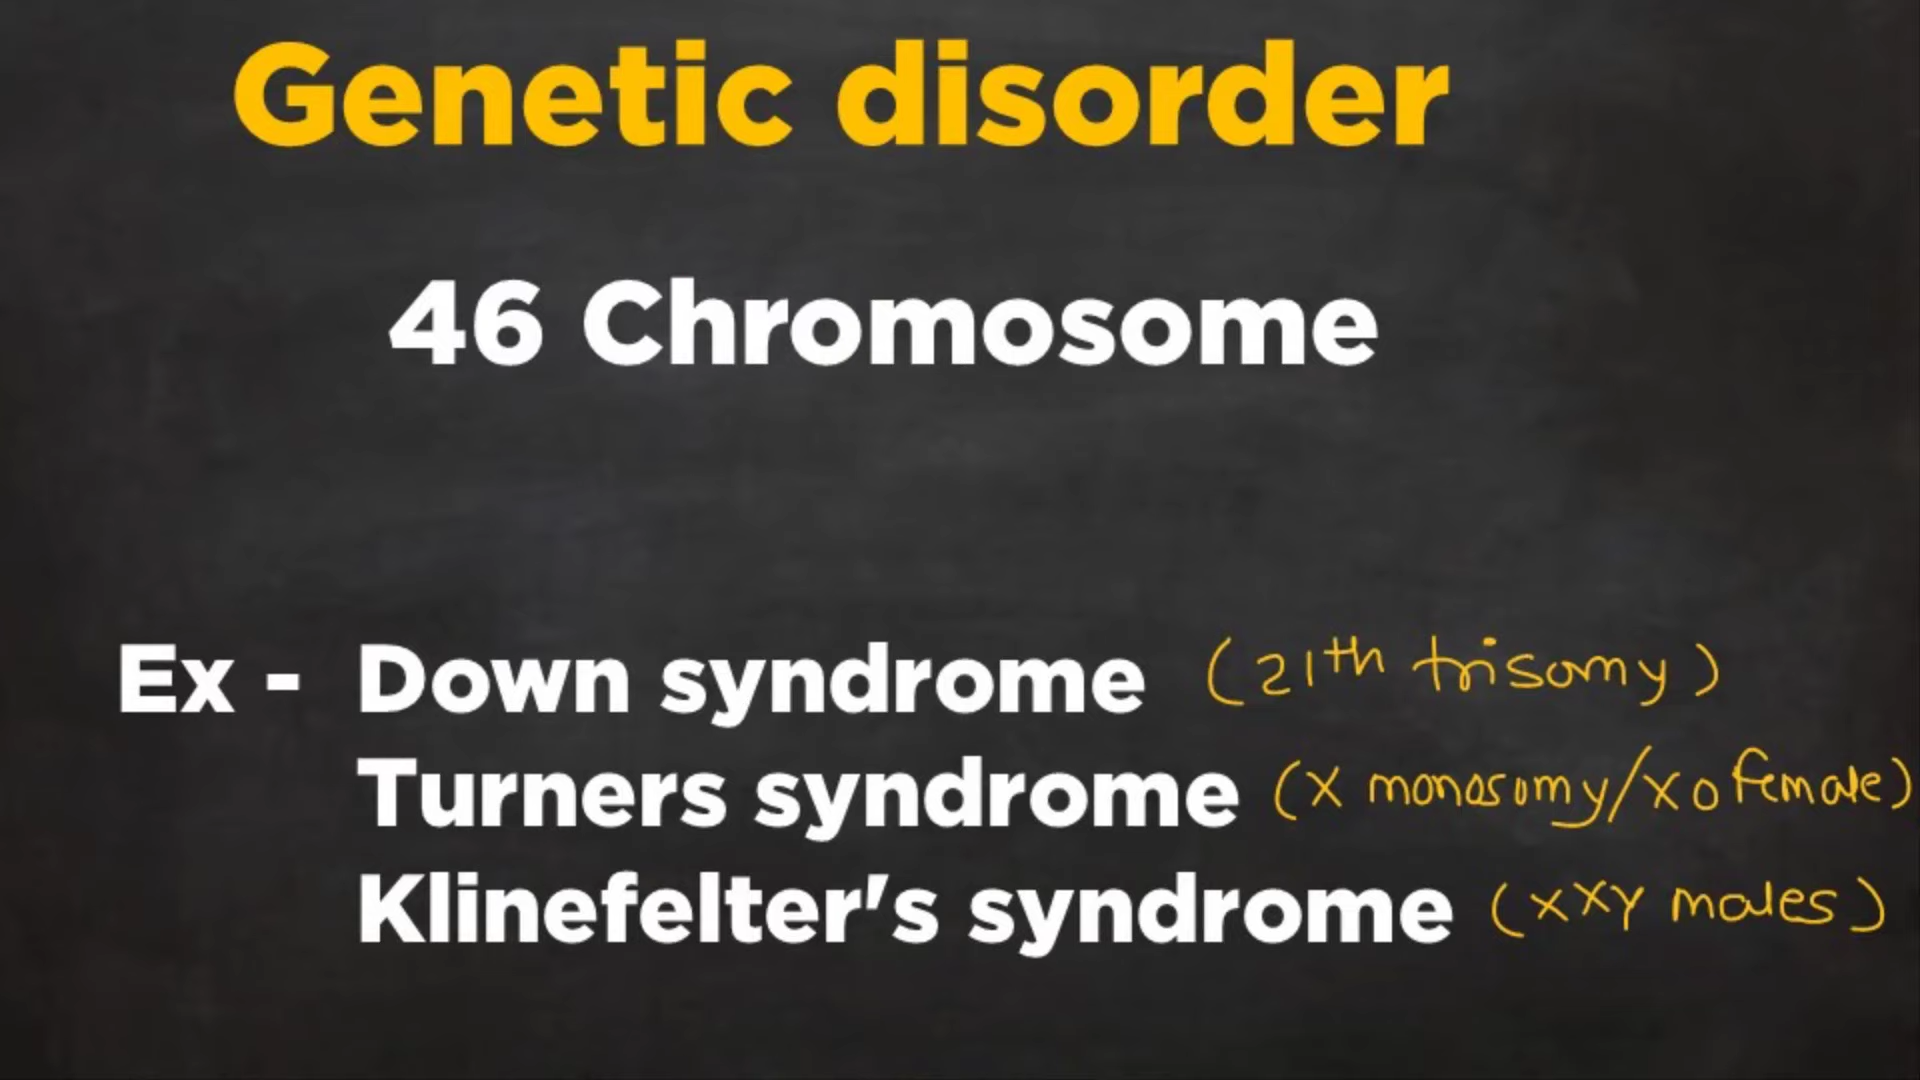 Genetic disorder
46 Chromosome
Ex - Down syndrome (21th trisomy)
Turners syndrome (X monosomy/XO female)
Klinefelter's syndrome (XXY males)